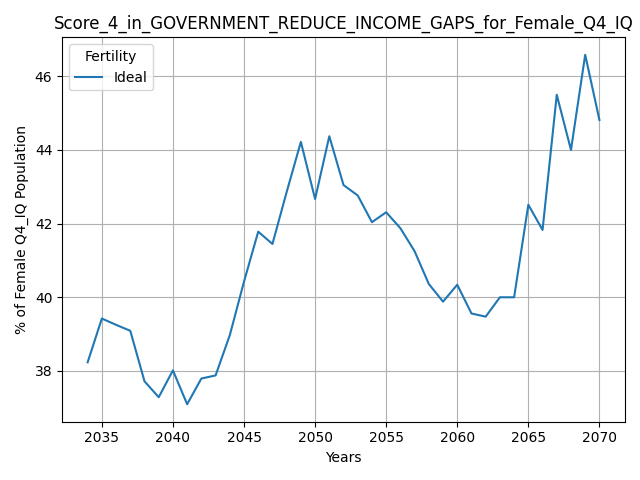 Score_4_in_GOVERNMENT_REDUCE_INCOME_GAPS_for_Female_Q4_IQ
Fertility
Ideal
% of Female Q4_IQ Population
46
44
42
40
38
2035 2040 2045 2050 2055 2060 2065 2070
Years